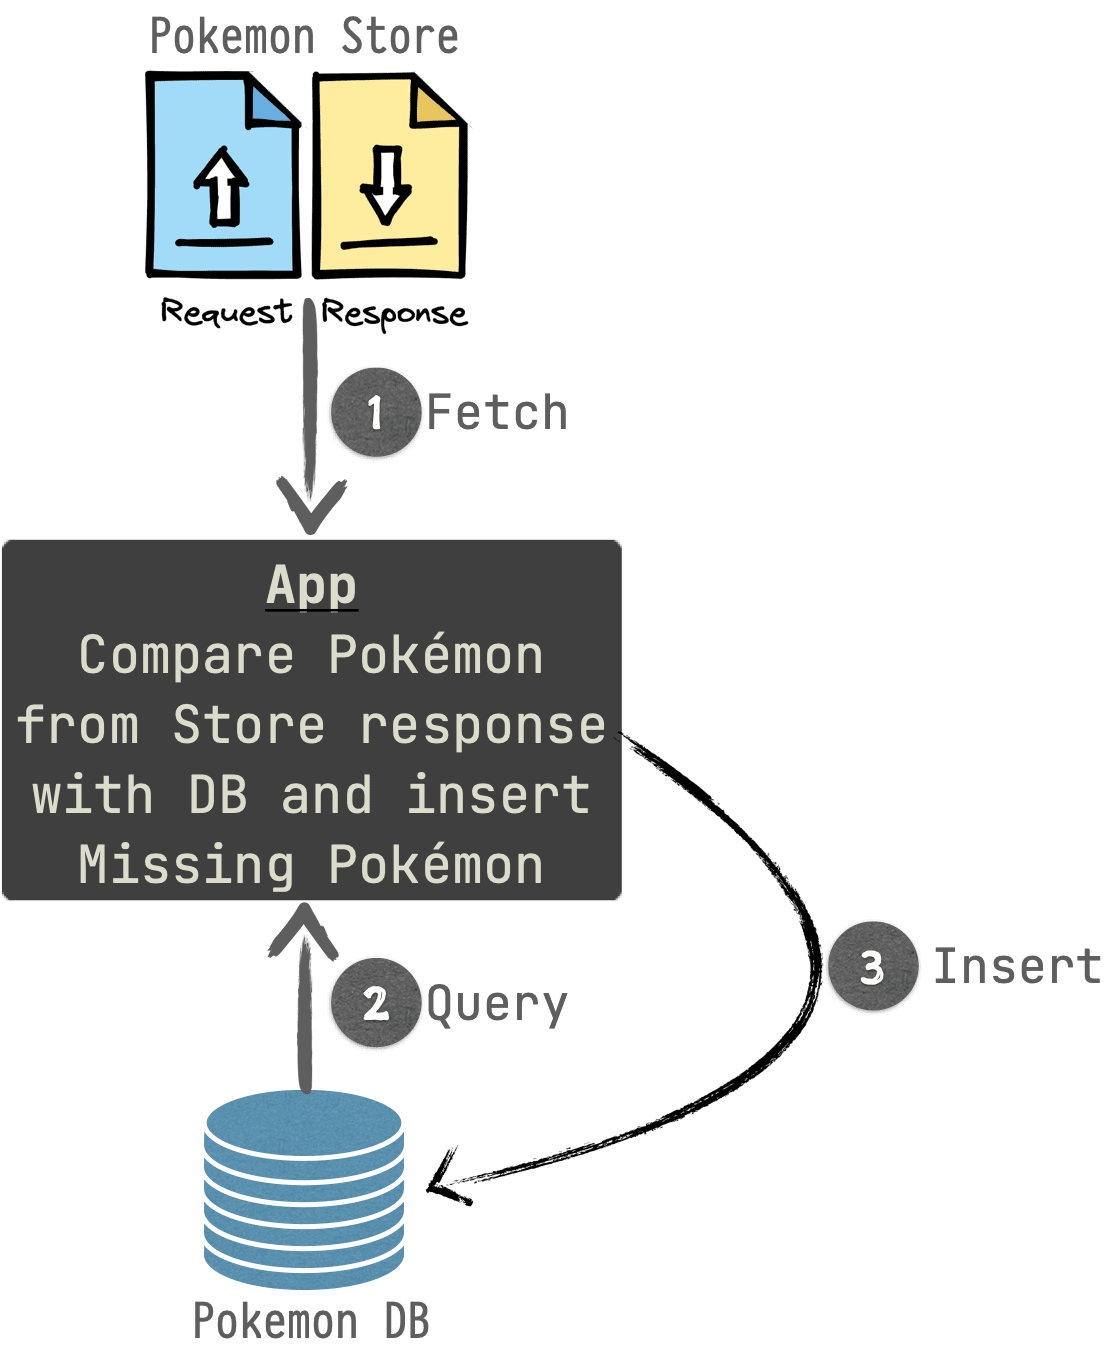 Pokemon Store
Request Response
1 Fetch
App
Compare Pokémon
from Store response
with DB and insert
Missing Pokémon
2 Query
3 Insert
Pokemon DB